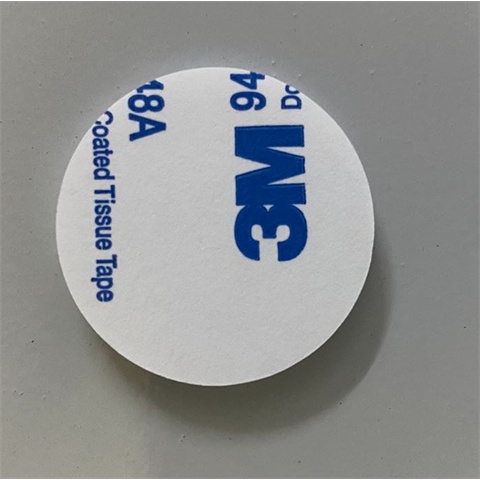 3M 94
Do
48A
Coated Tissue Tape